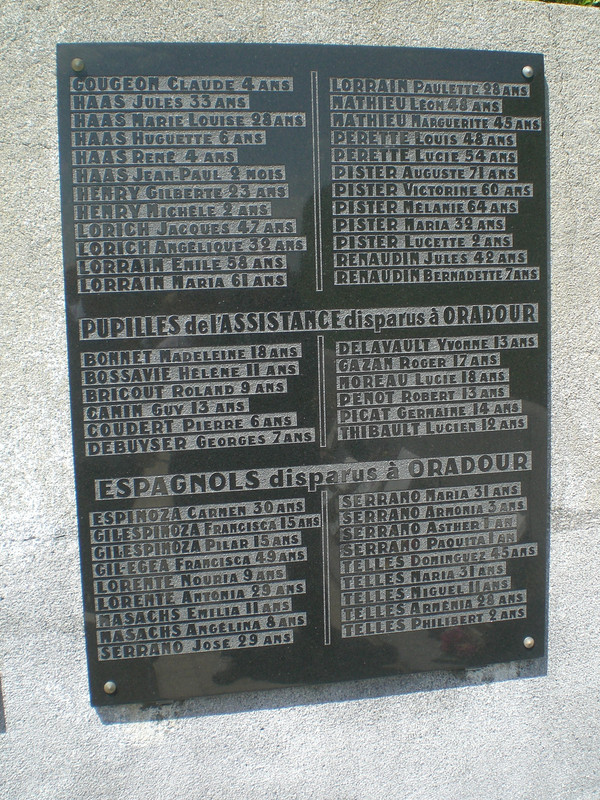 GOUGEON CLAUDE 4 ANS
HAAS JULES 33 ANS
HAAS MARIE-LOUISE 28 ANS
HAAS HUGUETTE 6 ANS
HAAS RENÉ 4 ANS
HAAS JEAN-PAUL 2 MOIS
HENRY GILBERTE 23 ANS
HENRY MICHÈLE 2 ANS
LORICH JACQUES 47 ANS
LORICH ANGÉLIQUE 32 ANS
LORRAIN EMILE 58 ANS
LORRAIN MARIA 61 ANS
LORRAIN PAULETTE 28 ANS
MATHIEU LÉON 48 ANS
MATHIEU MARGUERITE 45 ANS
PERETTE LOUIS 48 ANS
PERETTE LUCIE 54 ANS
PISTER AUGUSTE 71 ANS
PISTER VICTORINE 60 ANS
PISTER MÉLANIE 64 ANS
PISTER MARIA 32 ANS
PISTER LUCETTE 2 ANS
RENAUDIN JULES 42 ANS
RENAUDIN BERNADETTE 7 ANS
PUPILLES de l'ASSISTANCE disparus à ORADOUR
BONNET MADELEINE 18 ANS
BOSSAVIE HÉLÈNE 11 ANS
BRICOUT ROLAND 9 ANS
CANIN GUY 13 ANS
COUDERT PIERRE 6 ANS
DEBUYSER GEORGES 7 ANS
DELAVAULT YVONNE 13 ANS
GAZAN ROGER 17 ANS
MOREAU LUCIE 18 ANS
PENOT ROBERT 13 ANS
PICAT GERMAINE 14 ANS
THIBAULT LUCIEN 12 ANS
ESPAGNOLS disparus à ORADOUR
ESPINOZA CARMEN 30 ANS
GILESPINOZA FRANCISCA 15 ANS
GILESPINOZA PILAR 15 ANS
GIL-EGEA FRANCISCA 49 ANS
LORENTE NOURIA 9 ANS
LORENTE ANTONIA 29 ANS
MASACHS EMILIA 11 ANS
MASACHS ANGÉLINA 8 ANS
SERRANO JOSÉ 29 ANS
SERRANO MARIA 31 ANS
SERRANO ARMONIA 3 ANS
SERRANO ASTHER 1 AN
SERRANO PAQUITA 1 AN
TELLES DOMINGUEZ 45 ANS
TELLES MARIA 31 ANS
TELLES MIGUEL 11 ANS
TELLES ARMÉNIA 28 ANS
TELLES PHILIBERT 2 ANS